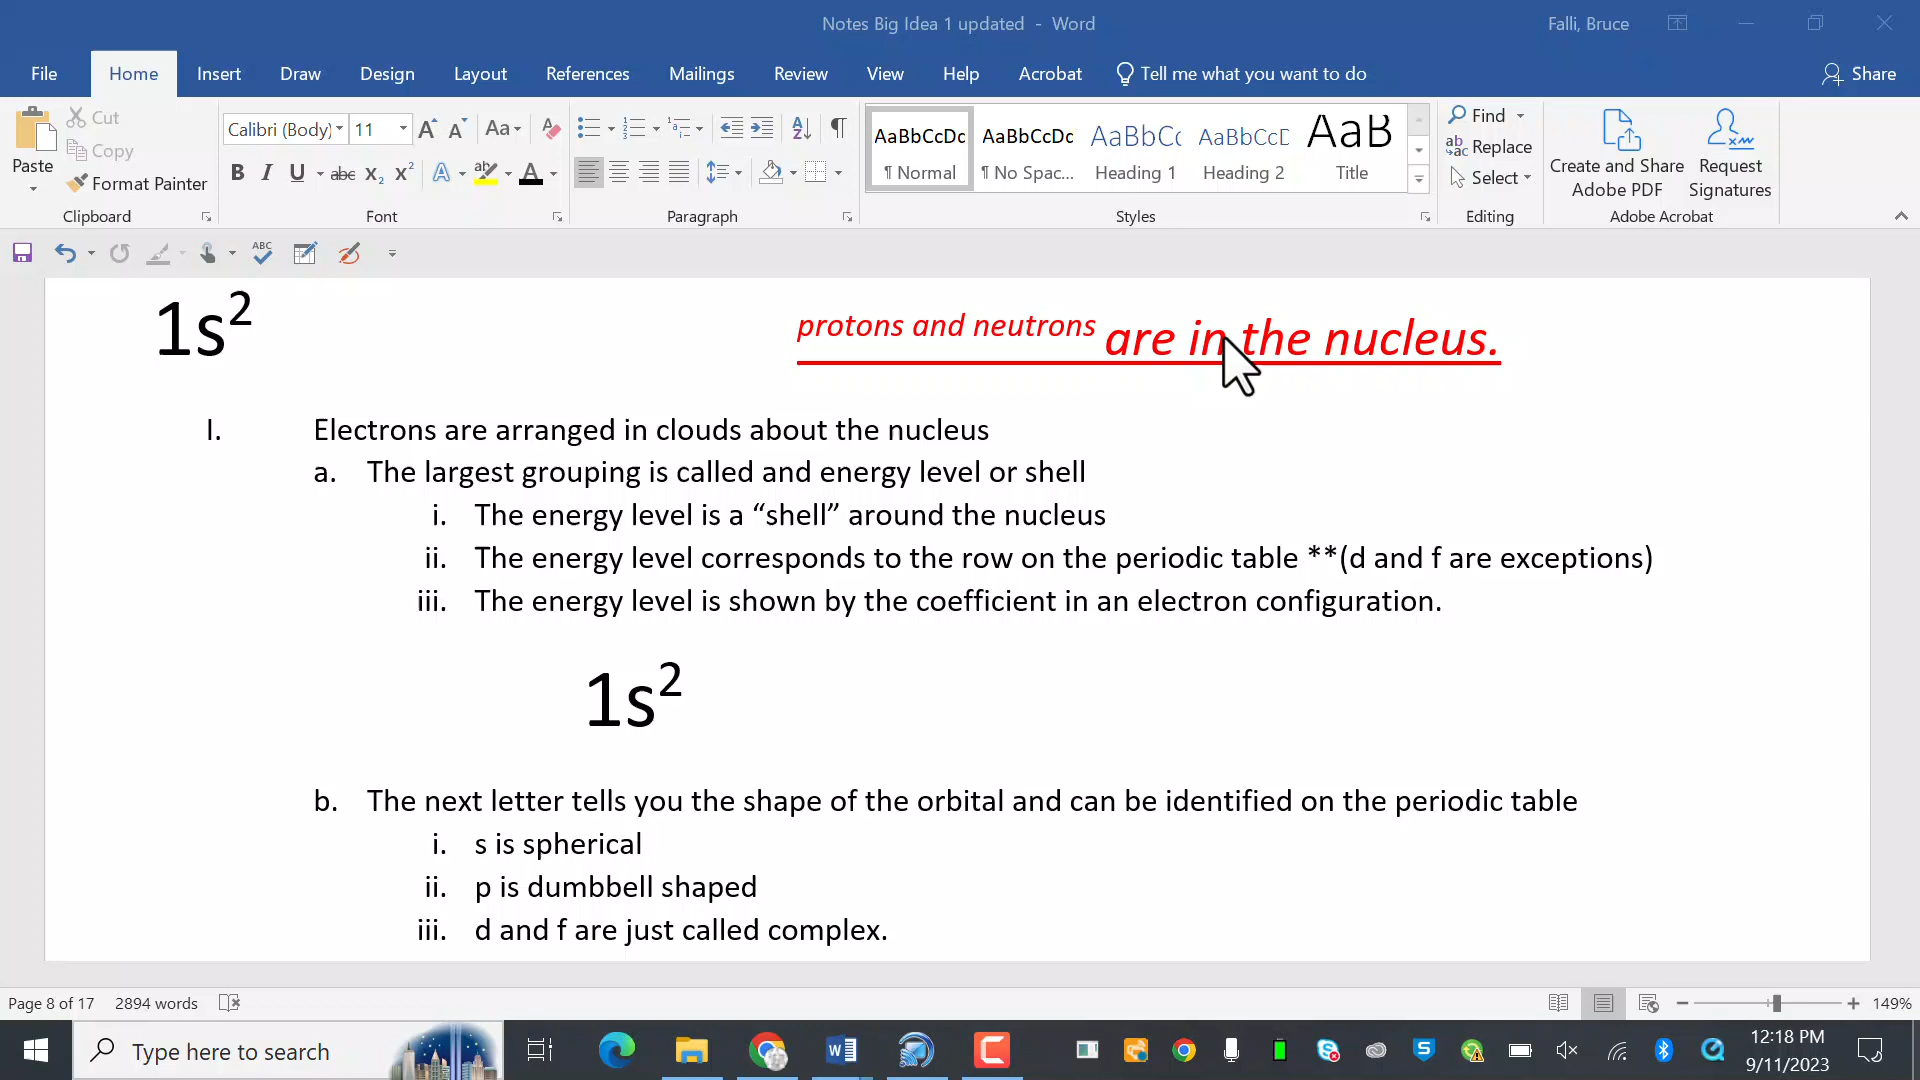 Notes Big Idea 1 updated - Word
Falli, Bruce
File Home Insert Draw Design Layout References Mailings Review View Help Acrobat Tell me what you want to do Share
Paste
Cut
Copy
Format Painter
Clipboard
Calibri (Body) 11
Font
Paragraph
AaBbCcDc AaBbCcDc AaBbCc AaBbCcD AaB
¶ Normal ¶ No Spac... Heading 1 Heading 2 Title
Styles
Find
Replace
Select
Editing
Create and Share Adobe PDF
Request Signatures
Adobe Acrobat
ABC
1s²
protons and neutrons are in the nucleus.
I. Electrons are arranged in clouds about the nucleus
a. The largest grouping is called and energy level or shell
i. The energy level is a “shell” around the nucleus
ii. The energy level corresponds to the row on the periodic table **(d and f are exceptions)
iii. The energy level is shown by the coefficient in an electron configuration.
1s²
b. The next letter tells you the shape of the orbital and can be identified on the periodic table
i. s is spherical
ii. p is dumbbell shaped
iii. d and f are just called complex.
Page 8 of 17 2894 words
149%
Type here to search
12:18 PM
9/11/2023